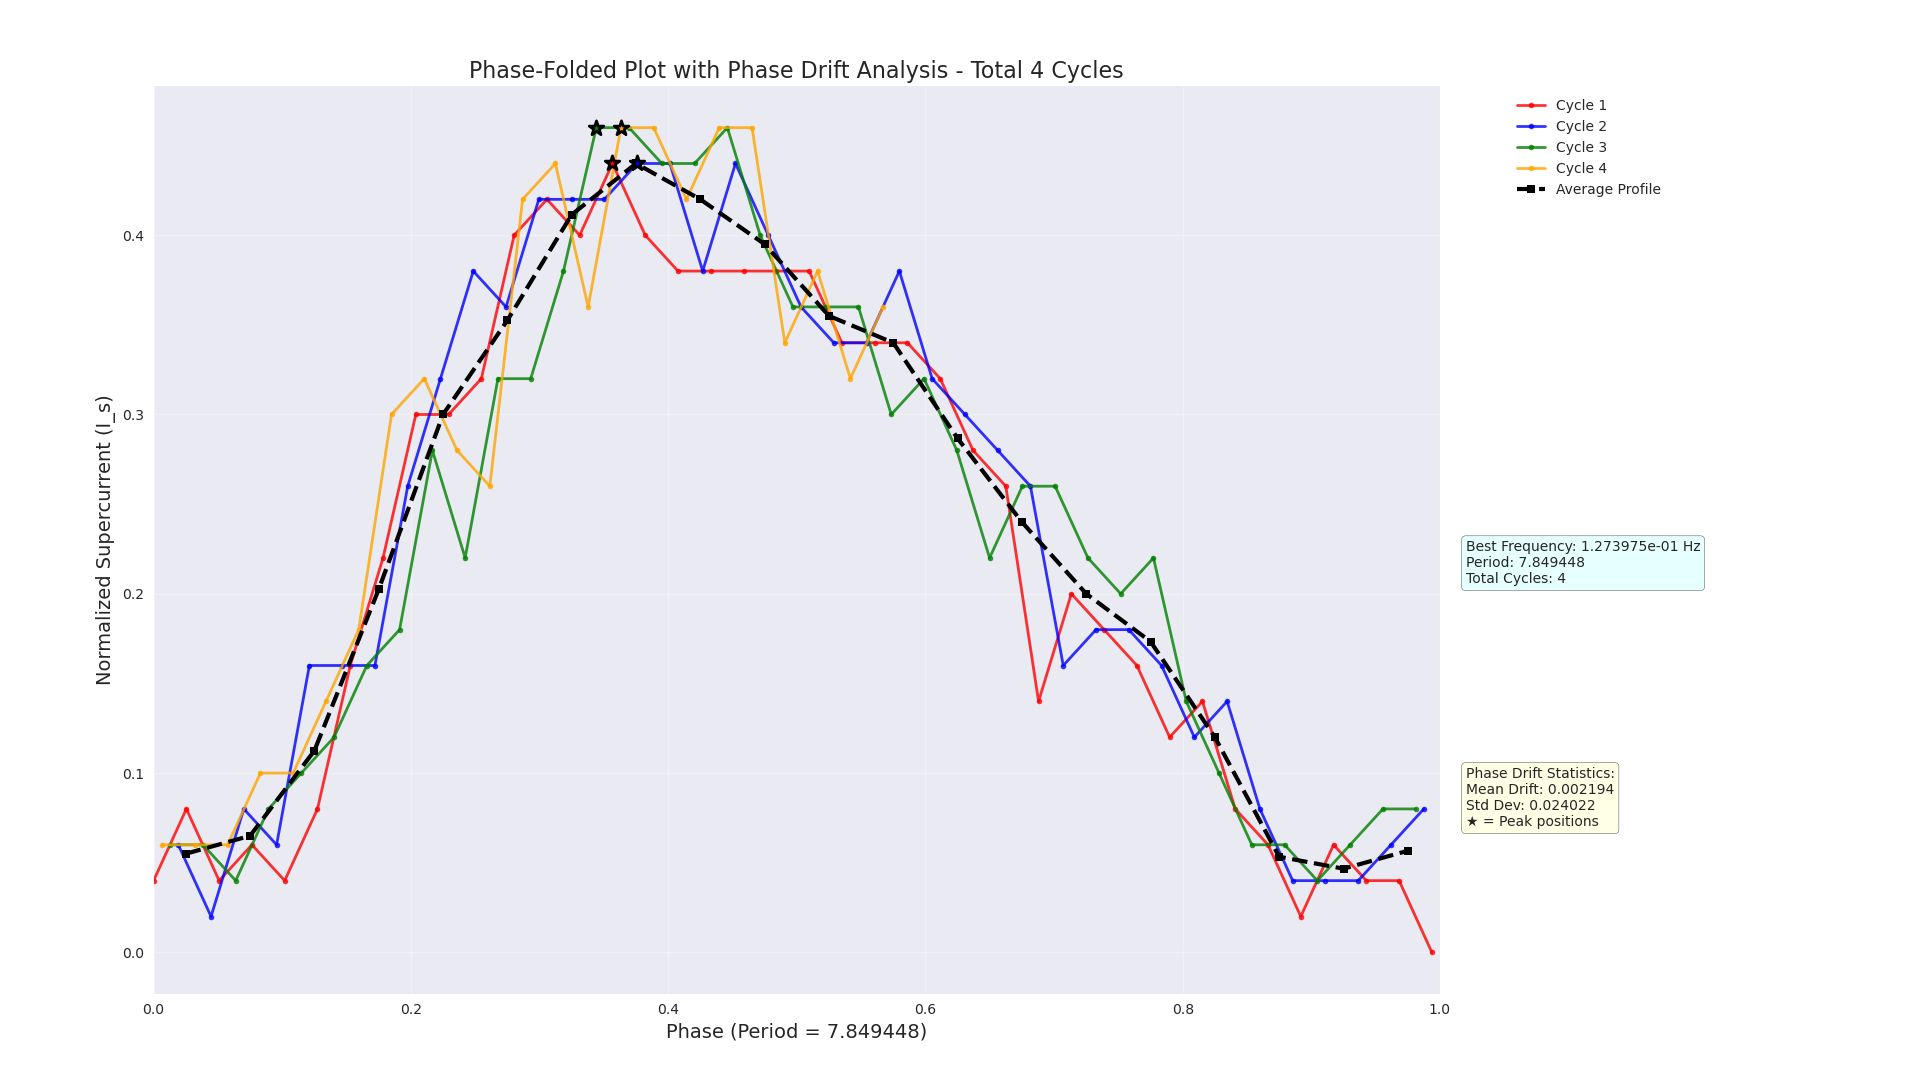 Phase-Folded Plot with Phase Drift Analysis - Total 4 Cycles
Cycle 1
Cycle 2
Cycle 3
Cycle 4
Average Profile
Normalized Supercurrent (I_s)
0.4
0.3
0.2
0.1
0.0
0.0
0.2
0.4
0.6
0.8
1.0
Phase (Period = 7.849448)
Best Frequency: 1.273975e-01 Hz
Period: 7.849448
Total Cycles: 4
Phase Drift Statistics:
Mean Drift: 0.002194
Std Dev: 0.024022
★ = Peak positions